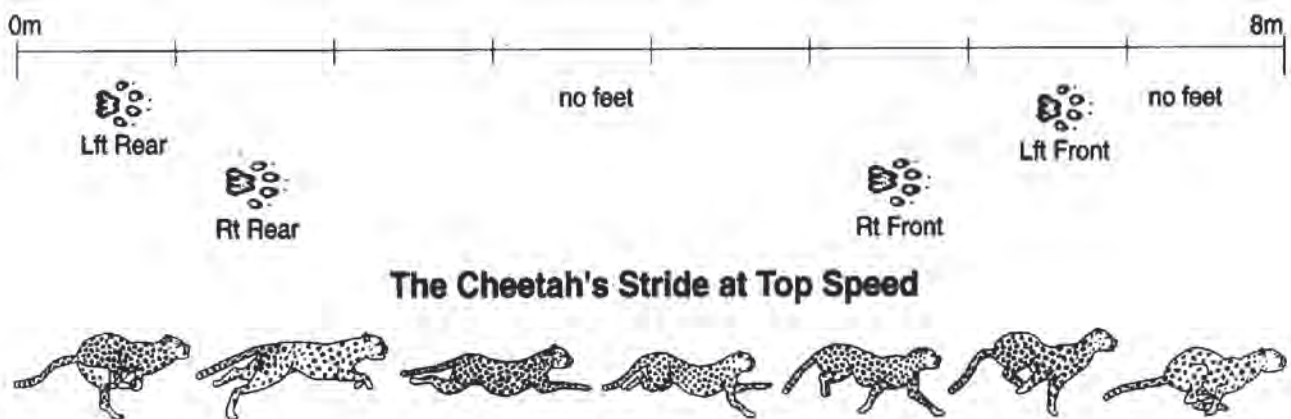 0m 8m
no feet no feet
Lft Rear Lft Front
Rt Rear Rt Front
The Cheetah's Stride at Top Speed